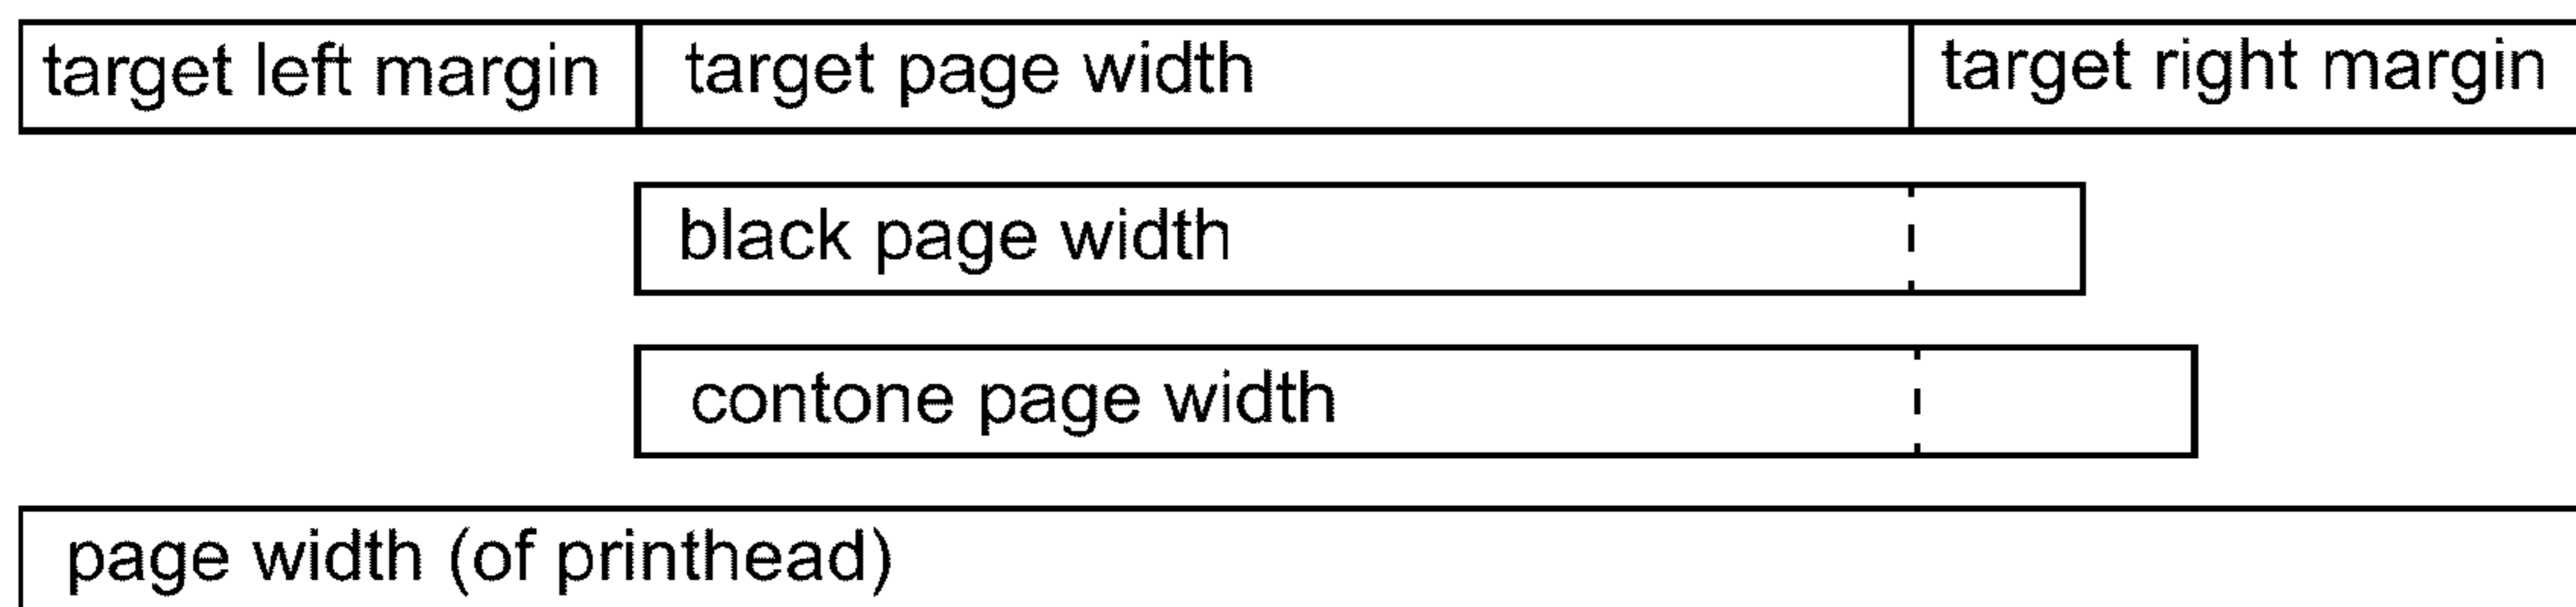 target left margin target page width target right margin
black page width
contone page width
page width (of printhead)